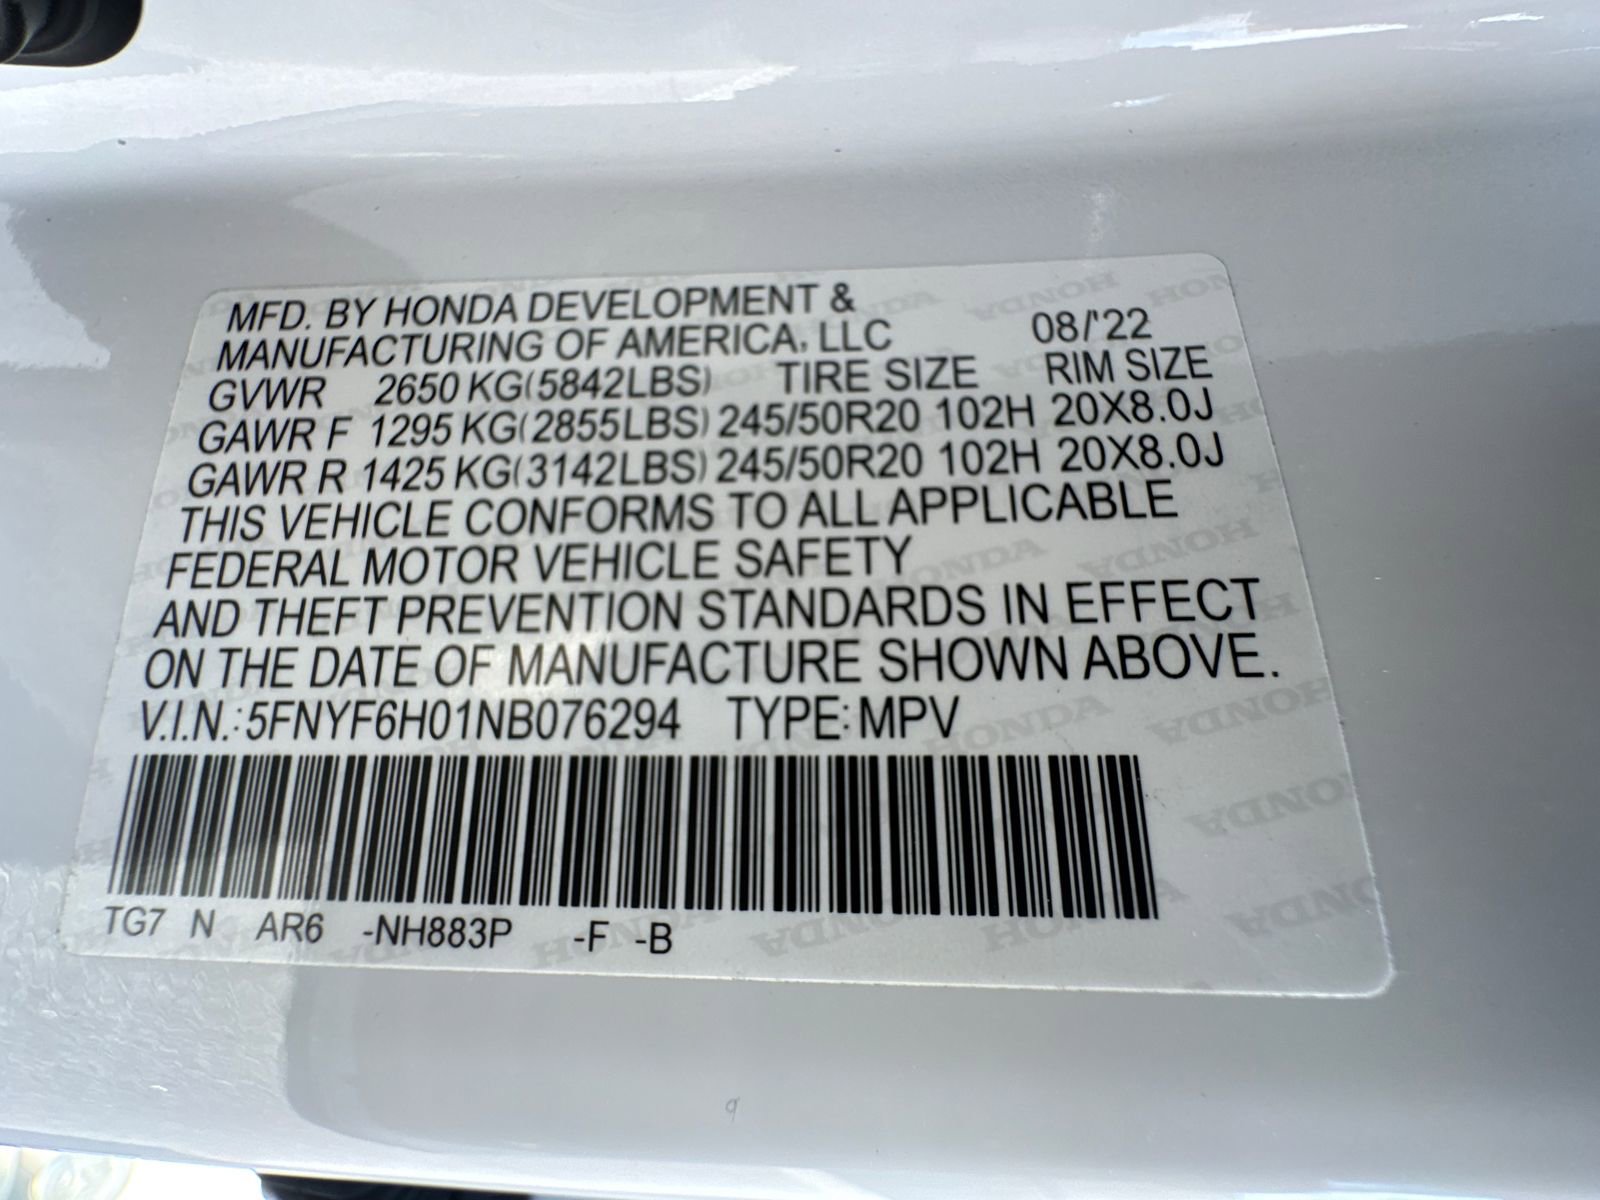 MFD. BY HONDA DEVELOPMENT &
MANUFACTURING OF AMERICA, LLC 08/'22
GVWR 2650 KG(5842LBS) TIRE SIZE RIM SIZE
GAWR F 1295 KG(2855LBS) 245/50R20 102H 20X8.0J
GAWR R 1425 KG(3142LBS) 245/50R20 102H 20X8.0J
THIS VEHICLE CONFORMS TO ALL APPLICABLE
FEDERAL MOTOR VEHICLE SAFETY
AND THEFT PREVENTION STANDARDS IN EFFECT
ON THE DATE OF MANUFACTURE SHOWN ABOVE.
V.I.N.: 5FNYF6H01NB076294 TYPE: MPV
TG7 N AR6 -NH883P -F -B